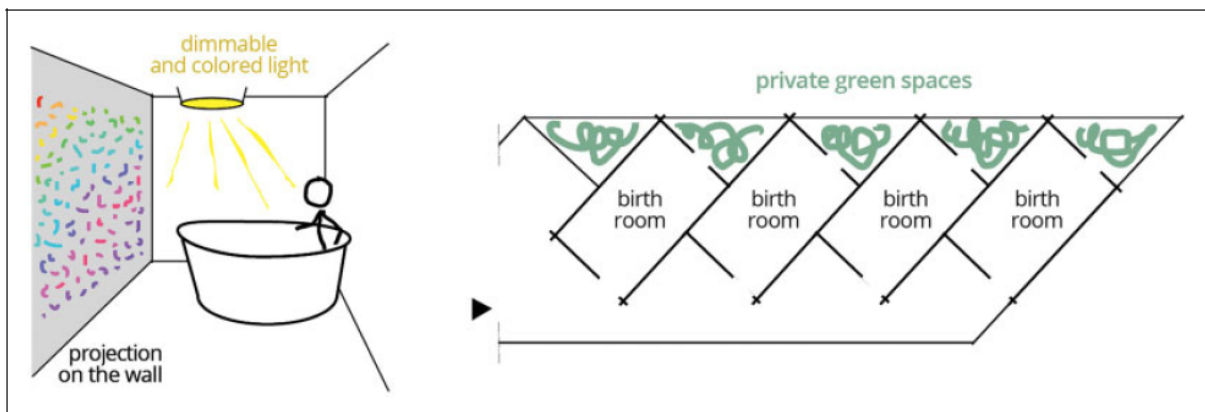 dimmable
and colored light
projection
on the wall
private green spaces
birth
room
birth
room
birth
room
birth
room